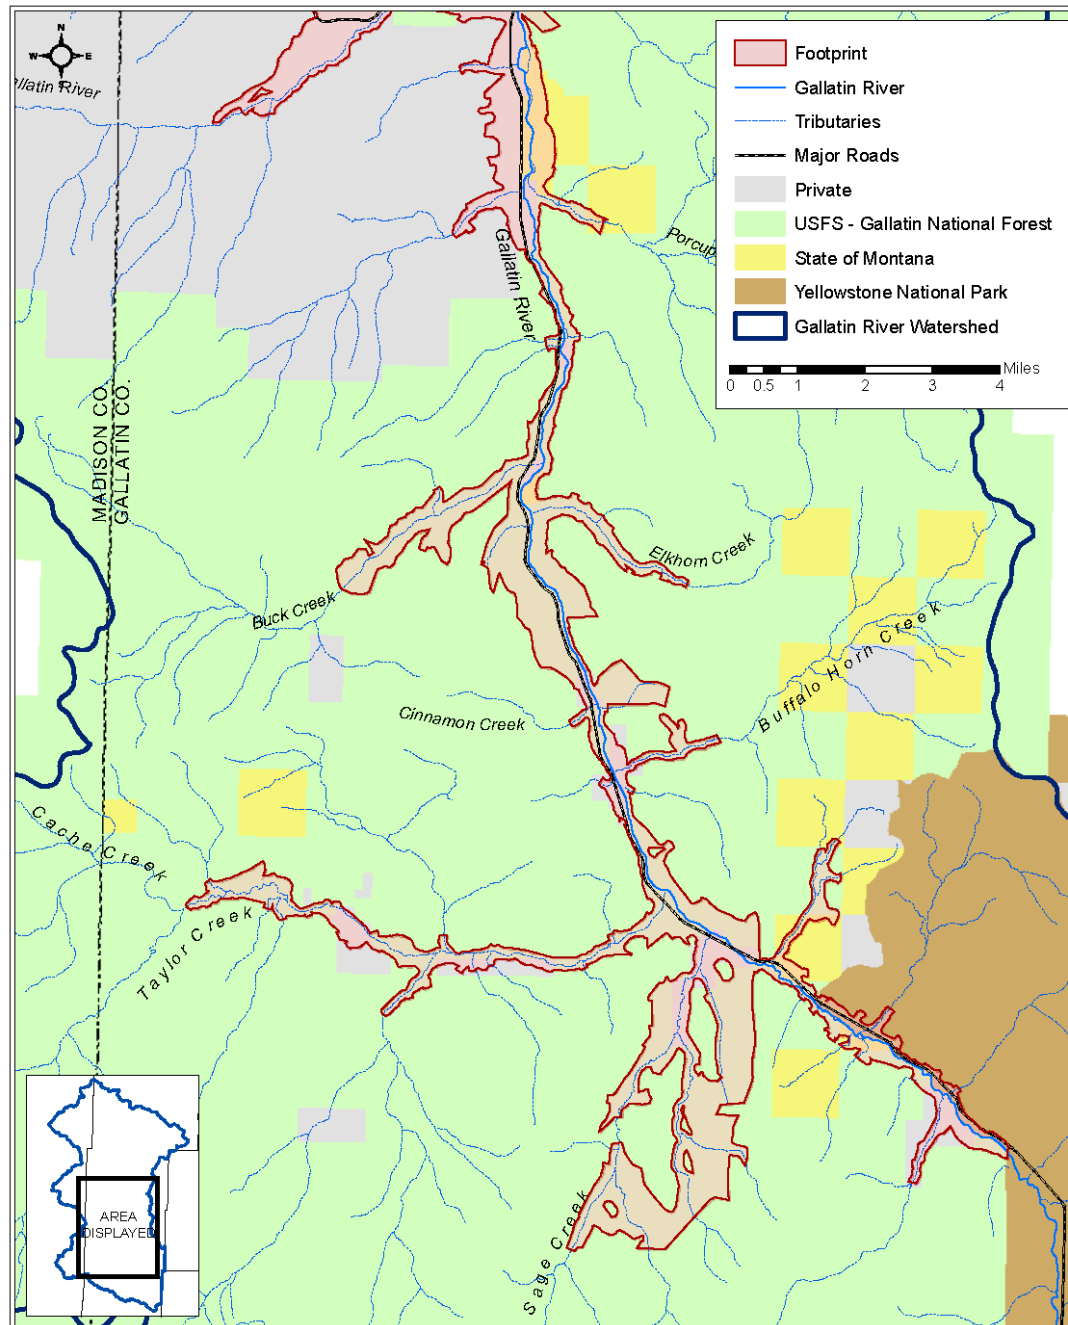 N
W E
S
allatin River
Footprint
Gallatin River
Tributaries
Major Roads
Private
USFS - Gallatin National Forest
State of Montana
Yellowstone National Park
Gallatin River Watershed
Miles
0 0.5 1 2 3 4
Porcup
Gallatin River
MADISON CO.
GALLATIN CO.
Elkhorn Creek
Buck Creek
Buffalo Horn Creek
Cinnamon Creek
Cache Creek
Taylor Creek
Sage Creek
AREA
DISPLAYED